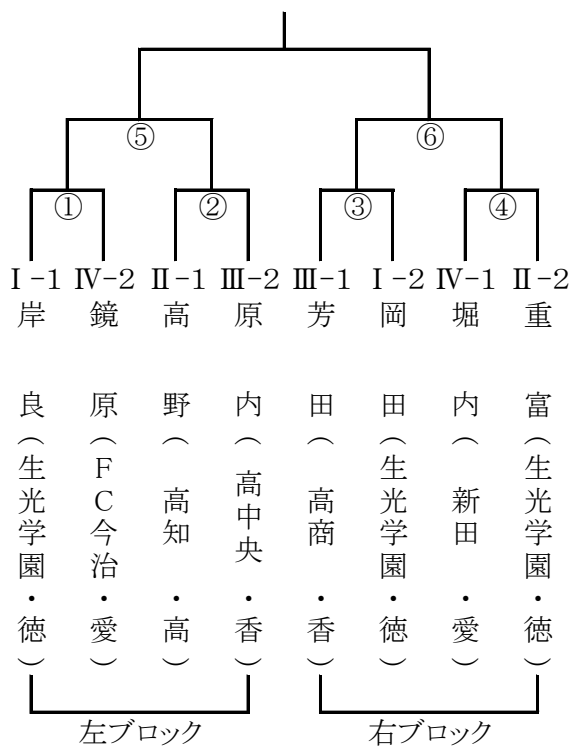 ⑤ ⑥
① ② ③ ④
Ⅰ-1 Ⅳ-2 Ⅱ-1 Ⅲ-2 Ⅲ-1 Ⅰ-2 Ⅳ-1 Ⅱ-2
岸良(生光学園・徳)
鏡原(FC今治・愛)
高野(高知・高)
原内(高中央・香)
芳田(高商・香)
岡田(生光学園・徳)
堀内(新田・愛)
重富(生光学園・徳)
左ブロック 右ブロック